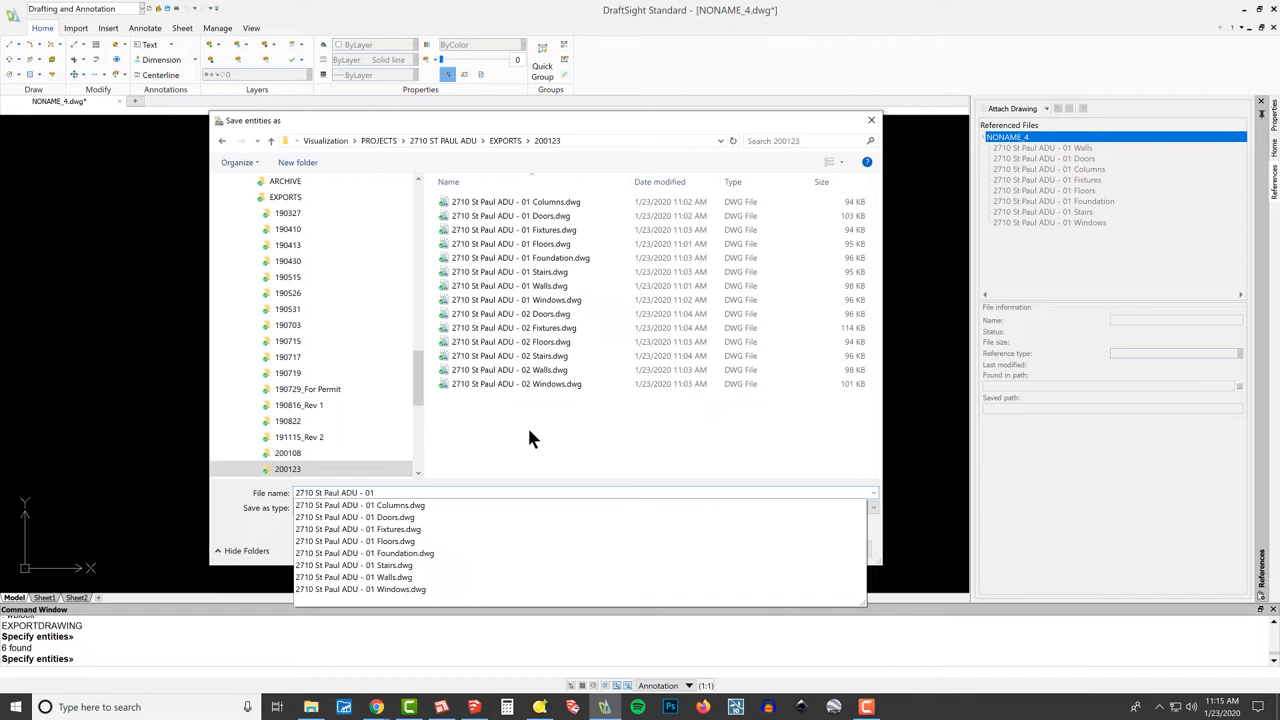 Drafting and Annotation
DraftSight Standard - [NONAME_4.dwg*]
Home Import Insert Annotate Sheet Manage View
Text
Dimension
Centerline
0
ByLayer
ByLayer Solid line
ByLayer
ByColor
0
Quick
Group
Draw Modify Annotations Layers Properties Groups
NONAME_4.dwg*
Save entities as
Visualization > PROJECTS > 2710 ST PAUL ADU > EXPORTS > 200123
Search 200123
Organize New folder
Name Date modified Type Size
ARCHIVE
EXPORTS
190327
190410
190413
190430
190515
190526
190531
190703
190715
190717
190719
190729_For Permit
190816_Rev 1
190822
191115_Rev 2
200108
200123
2710 St Paul ADU - 01 Columns.dwg 1/23/2020 11:02 AM DWG File 94 KB
2710 St Paul ADU - 01 Doors.dwg 1/23/2020 11:02 AM DWG File 103 KB
2710 St Paul ADU - 01 Fixtures.dwg 1/23/2020 11:03 AM DWG File 94 KB
2710 St Paul ADU - 01 Floors.dwg 1/23/2020 11:01 AM DWG File 95 KB
2710 St Paul ADU - 01 Foundation.dwg 1/23/2020 11:03 AM DWG File 96 KB
2710 St Paul ADU - 01 Stairs.dwg 1/23/2020 11:03 AM DWG File 95 KB
2710 St Paul ADU - 01 Walls.dwg 1/23/2020 11:01 AM DWG File 98 KB
2710 St Paul ADU - 01 Windows.dwg 1/23/2020 11:02 AM DWG File 96 KB
2710 St Paul ADU - 02 Doors.dwg 1/23/2020 11:04 AM DWG File 96 KB
2710 St Paul ADU - 02 Fixtures.dwg 1/23/2020 11:04 AM DWG File 114 KB
2710 St Paul ADU - 02 Floors.dwg 1/23/2020 11:03 AM DWG File 94 KB
2710 St Paul ADU - 02 Stairs.dwg 1/23/2020 11:04 AM DWG File 96 KB
2710 St Paul ADU - 02 Walls.dwg 1/23/2020 11:03 AM DWG File 98 KB
2710 St Paul ADU - 02 Windows.dwg 1/23/2020 11:03 AM DWG File 101 KB
File name: 2710 St Paul ADU - 01
Save as type:
2710 St Paul ADU - 01 Columns.dwg
2710 St Paul ADU - 01 Doors.dwg
2710 St Paul ADU - 01 Fixtures.dwg
2710 St Paul ADU - 01 Floors.dwg
2710 St Paul ADU - 01 Foundation.dwg
2710 St Paul ADU - 01 Stairs.dwg
2710 St Paul ADU - 01 Walls.dwg
2710 St Paul ADU - 01 Windows.dwg
Hide Folders
Attach Drawing
Referenced Files
NONAME_4
2710 St Paul ADU - 01 Walls
2710 St Paul ADU - 01 Doors
2710 St Paul ADU - 01 Columns
2710 St Paul ADU - 01 Fixtures
2710 St Paul ADU - 01 Floors
2710 St Paul ADU - 01 Foundation
2710 St Paul ADU - 01 Stairs
2710 St Paul ADU - 01 Windows
File information
Name:
Status:
File size:
Reference type:
Last modified:
Found in path:
Saved path:
Properties
Home
References
References
Y
X
Model Sheet1 Sheet2
Command Window
: wblock
EXPORTDRAWING
Specify entities»
6 found
Specify entities»
Annotation (1:1)
Type here to search
11:15 AM
1/23/2020